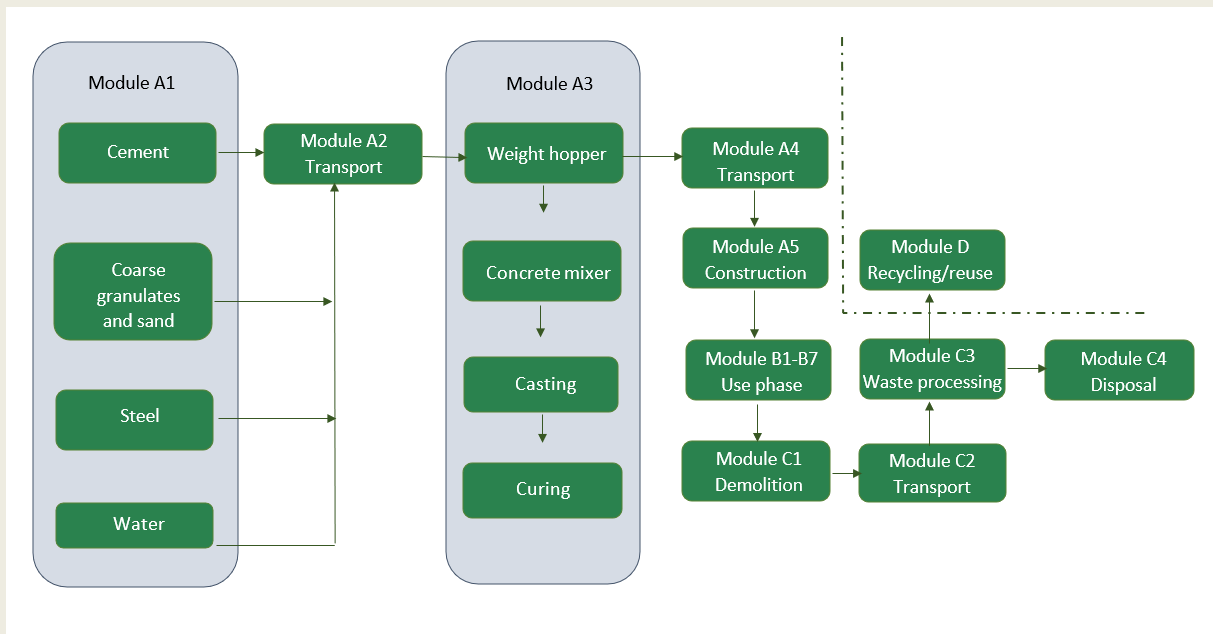 Module A1
Cement
Coarse
granulates
and sand
Steel
Water
Module A2
Transport
Module A3
Weight hopper
Concrete mixer
Casting
Curing
Module A4
Transport
Module A5
Construction
Module B1-B7
Use phase
Module C1
Demolition
Module C2
Transport
Module C3
Waste processing
Module D
Recycling/reuse
Module C4
Disposal